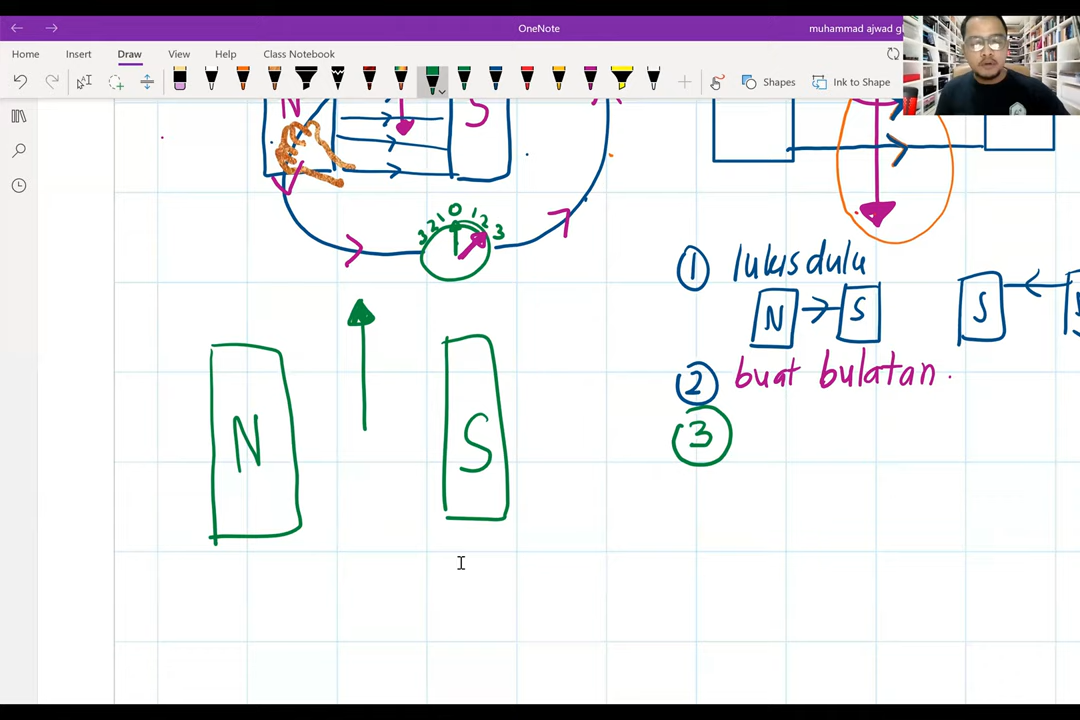 OneNote
muhammad ajwad g
Home Insert Draw View Help Class Notebook
Shapes Ink to Shape
N S
3 2 1 0 1 2 3
① lukis dulu
N S S
② buat bulatan.
③
N S